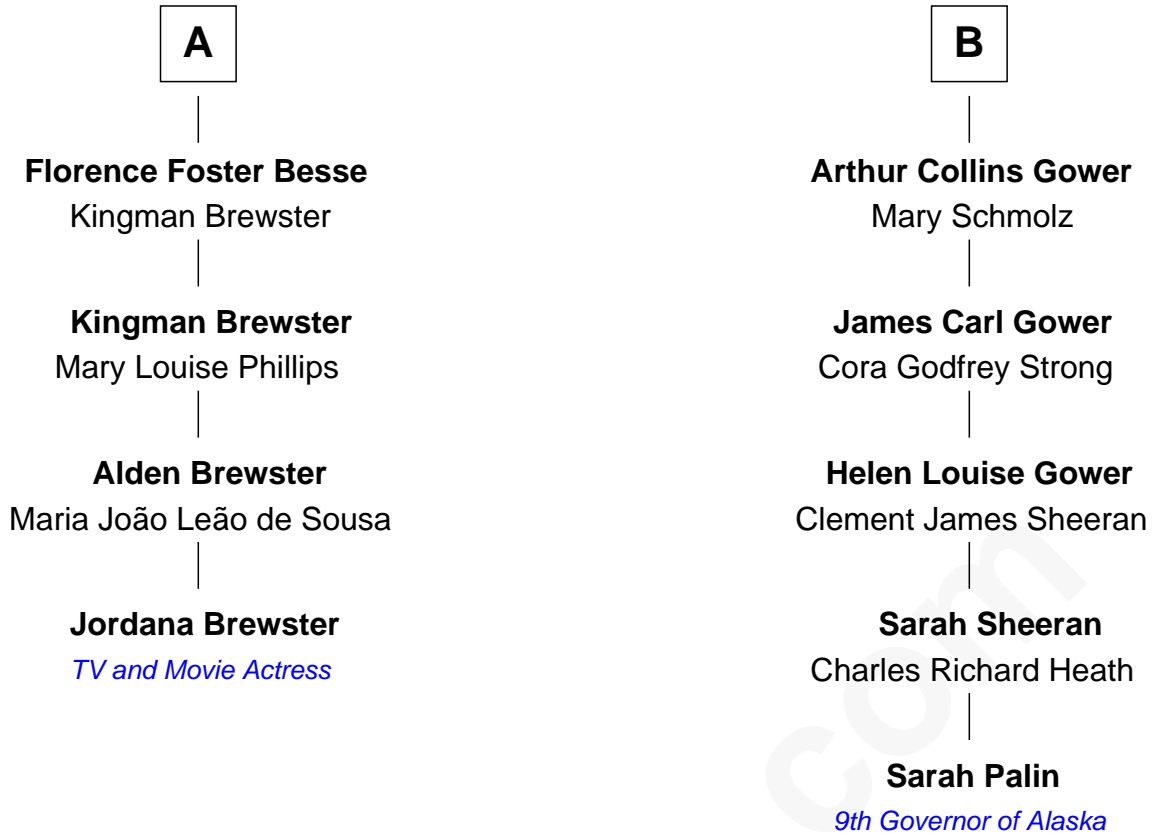 A
Florence Foster Besse
Kingman Brewster
Kingman Brewster
Mary Louise Phillips
Alden Brewster
Maria João Leão de Sousa
Jordana Brewster
TV and Movie Actress
B
Arthur Collins Gower
Mary Schmolz
James Carl Gower
Cora Godfrey Strong
Helen Louise Gower
Clement James Sheeran
Sarah Sheeran
Charles Richard Heath
Sarah Palin
9th Governor of Alaska
com